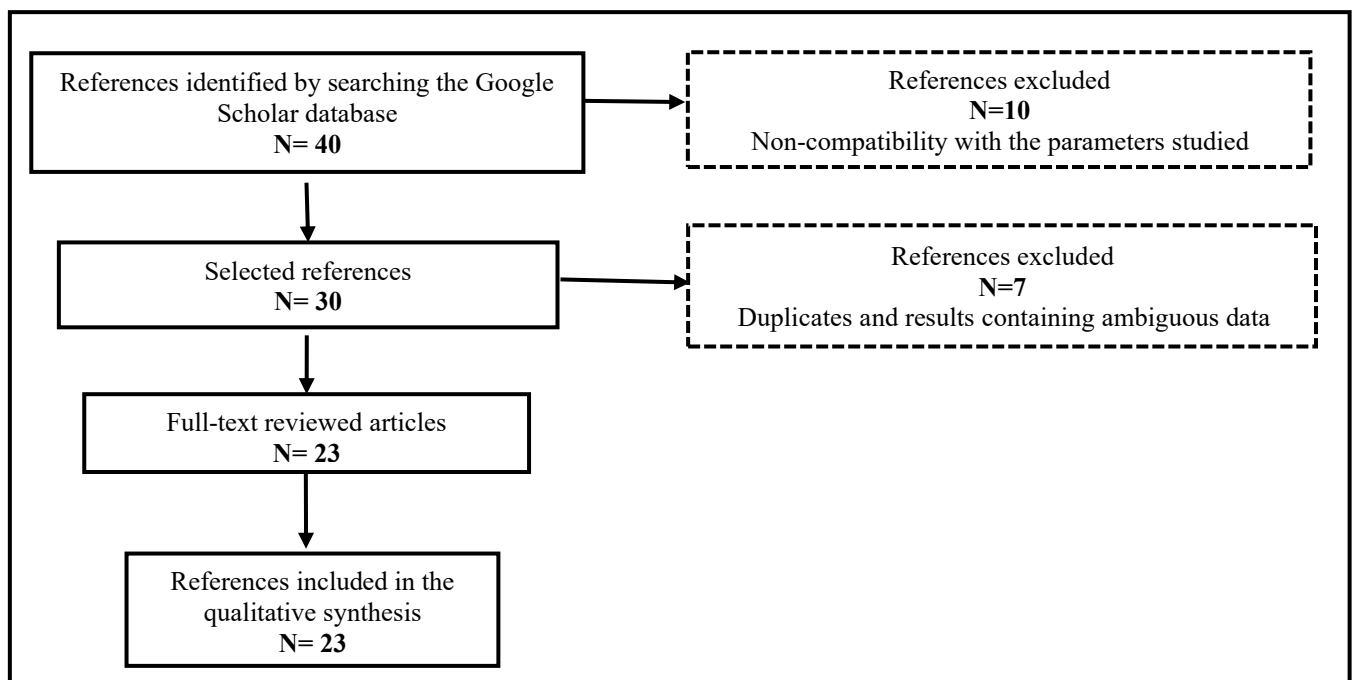 References identified by searching the Google
Scholar database
N= 40
References excluded
N=10
Non-compatibility with the parameters studied
Selected references
N= 30
References excluded
N=7
Duplicates and results containing ambiguous data
Full-text reviewed articles
N= 23
References included in the
qualitative synthesis
N= 23